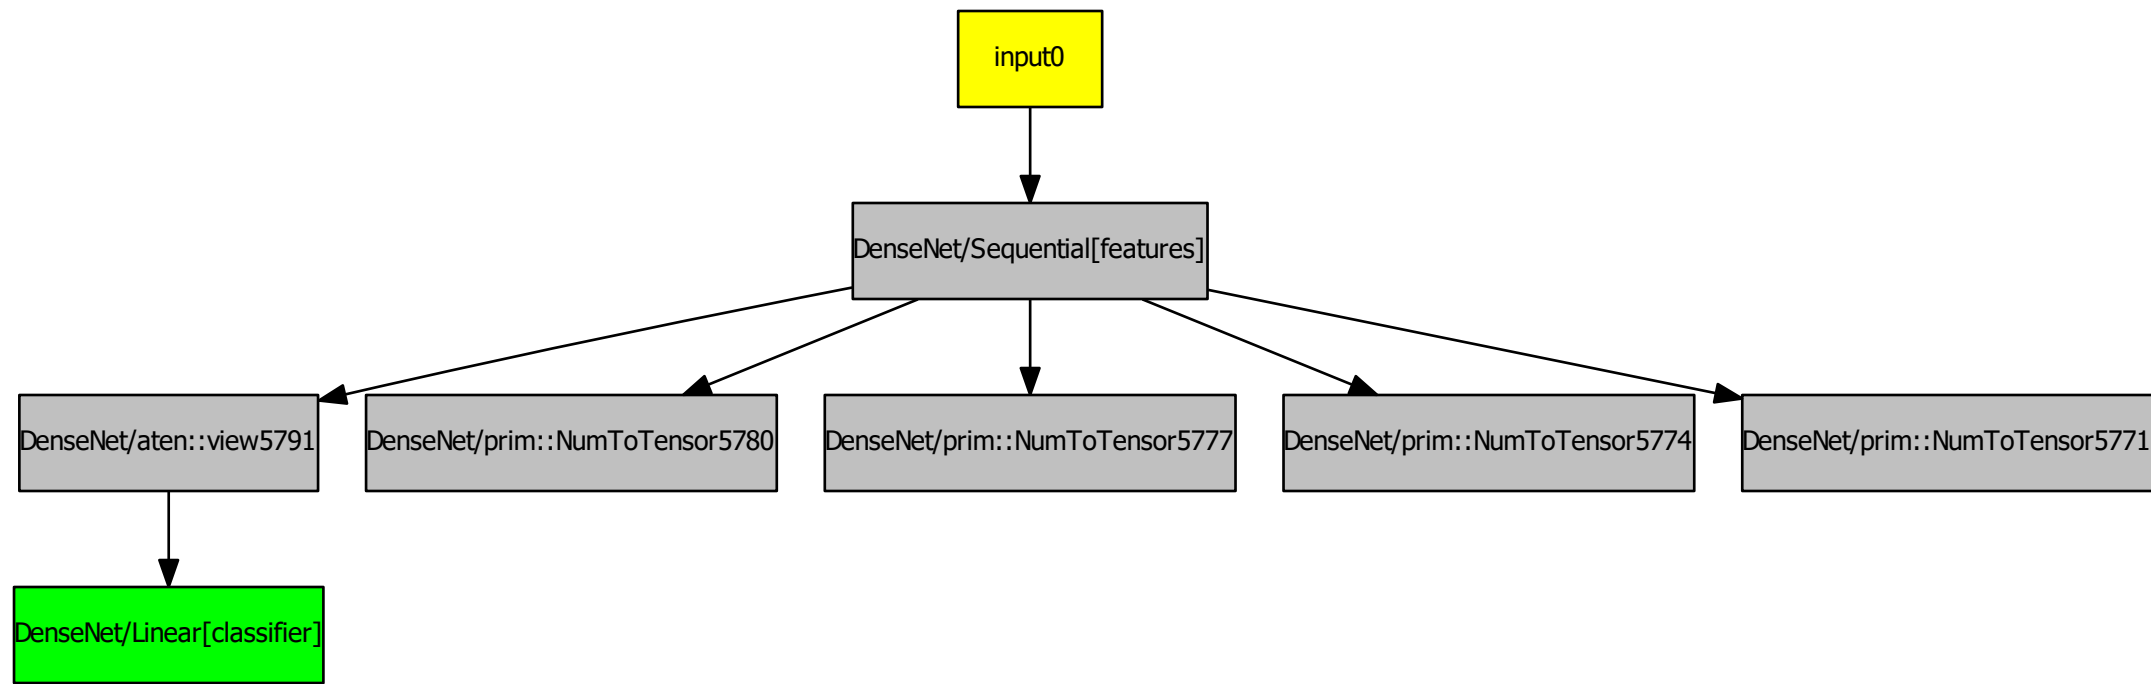 input0
DenseNet/Sequential[features]
DenseNet/aten::view5791
DenseNet/prim::NumToTensor5780
DenseNet/prim::NumToTensor5777
DenseNet/prim::NumToTensor5774
DenseNet/prim::NumToTensor5771
DenseNet/Linear[classifier]